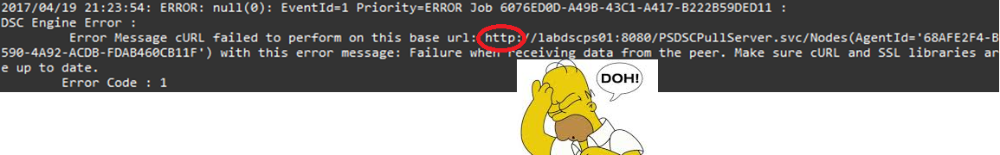 2017/04/19 21:23:54: ERROR: null(0): EventId=1 Priority=ERROR Job 6076ED0D-A49B-43C1-A417-B222B59DED11 :
DSC Engine Error :
Error Message cURL failed to perform on this base url: http://labdscps01:8080/PSDSCPullServer.svc/Nodes(AgentId='68AFE2F4-B
590-4A92-ACDB-FDAB460CB11F') with this error message: Failure when receiving data from the peer. Make sure cURL and SSL libraries ar
e up to date.
Error Code : 1
DOH!